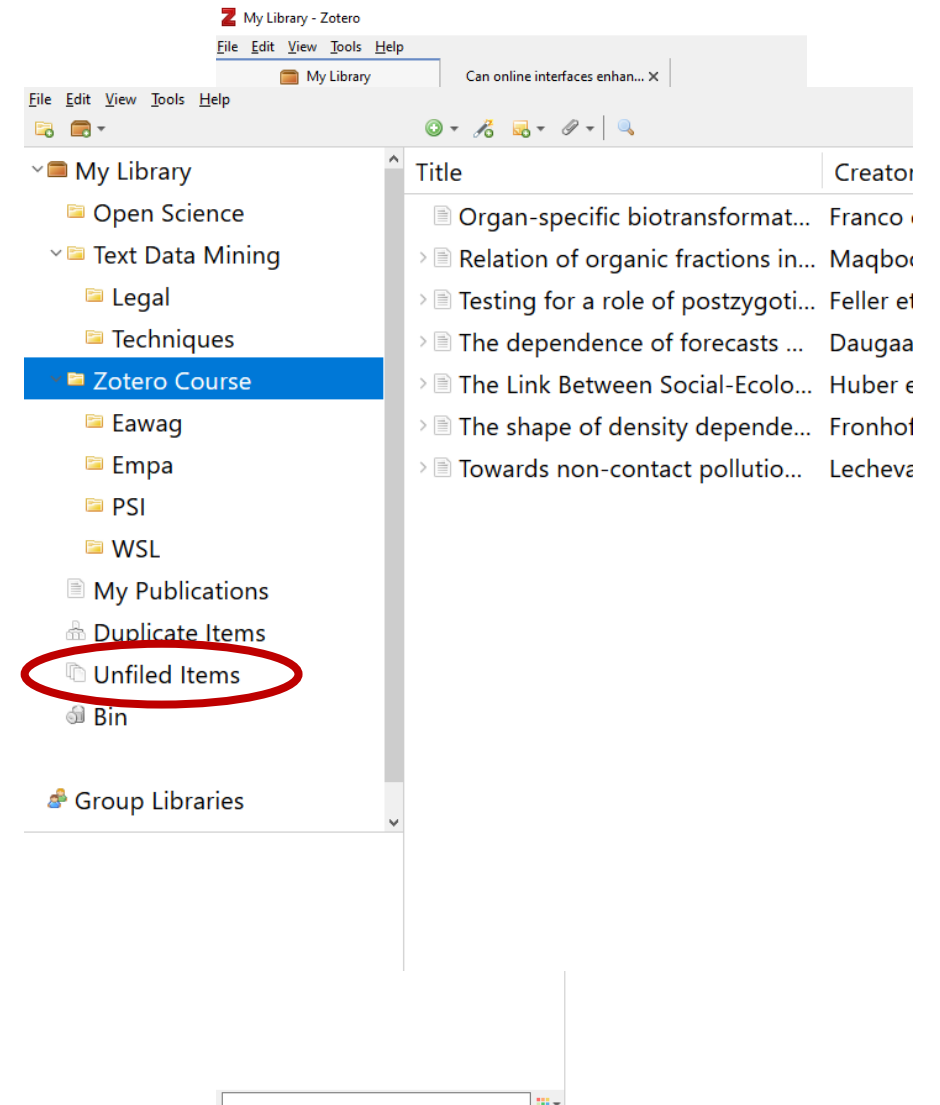 My Library - Zotero
File Edit View Tools Help
My Library Can online interfaces enhan...
File Edit View Tools Help
My Library
Open Science
Text Data Mining
Legal
Techniques
Zotero Course
Eawag
Empa
PSI
WSL
My Publications
Duplicate Items
Unfiled Items
Bin
Group Libraries
Title Creator
Organ-specific biotransformat... Franco
Relation of organic fractions in... Maqboo
Testing for a role of postzygoti... Feller et
The dependence of forecasts ... Daugaa
The Link Between Social-Ecolo... Huber e
The shape of density depende... Fronhof
Towards non-contact pollutio... Lecheva